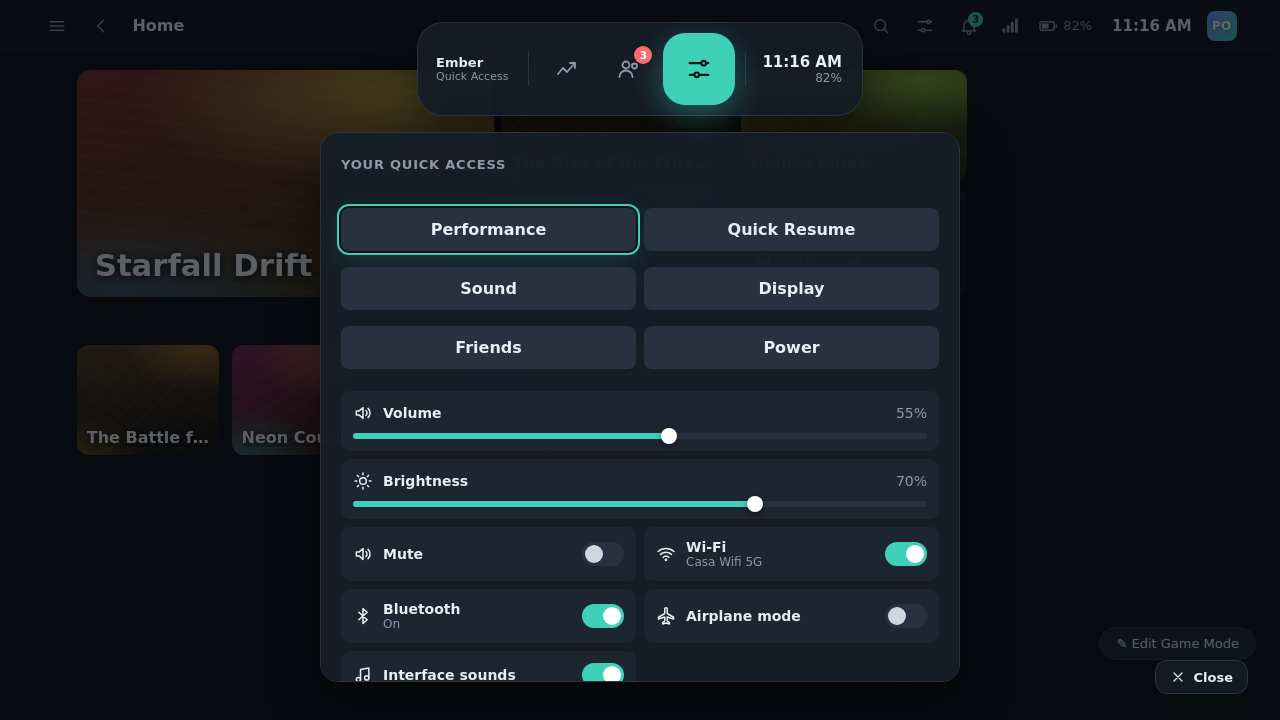 Home
3
82%
11:16 AM
PO
Ember
Quick Access
3
11:16 AM
82%
YOUR QUICK ACCESS
Starfall Drift
Performance
Quick Resume
Sound
Display
Friends
Power
The Battle f…
Neon Cou
Volume
55%
Brightness
70%
Mute
Wi-Fi
Casa Wifi 5G
Bluetooth
On
Airplane mode
Interface sounds
✎ Edit Game Mode
Close